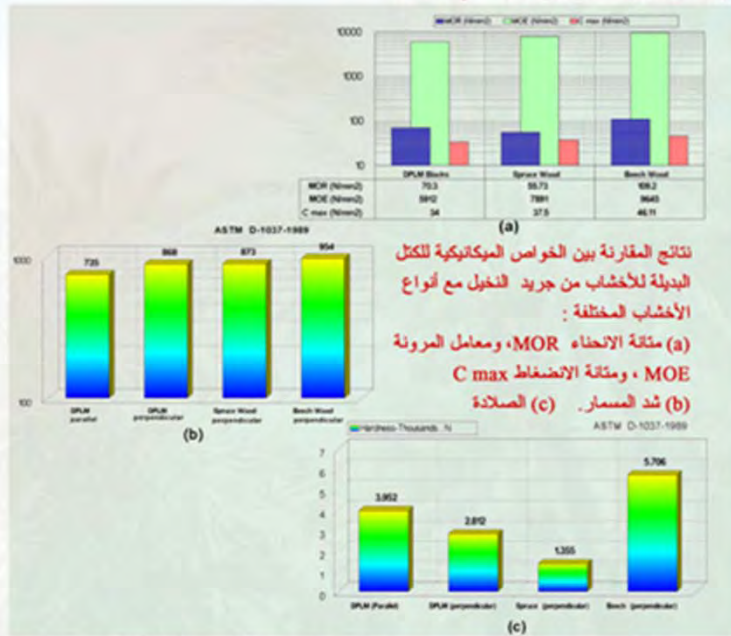 MOR (N/mm2) MOE (N/mm2) C max (N/mm2)
10000
1000
100
10
DPLM Blocks Spruce Wood Beech Wood
MOR (N/mm2) 70.3 55.73 109.2
MOE (N/mm2) 5912 7891 9645
C max (N/mm2) 34 37.5 46.11
(a)
ASTM D-1037-1989
1000
100
735 868 873 954
DPLM parallel
DPLM perpendicular
Spruce Wood perpendicular
Beech Wood perpendicular
(b)
نتائج المقارنة بين الخواص الميكانيكية للكتل
البديلة للأخشاب من جريد النخيل مع أنواع
الأخشاب المختلفة :
(a) متانة الانحناء MOR، ومعامل المرونة
MOE ، ومتانة الانضغاط C max
(b) شد المسمار. (c) الصلادة
Hardness-Thousands N
ASTM D-1037-1989
7
6
5
4
3
2
1
0
3.952 2.812 1.355 5.706
DPLM (Parallel) DPLM (perpendicular) Spruce (perpendicular) Beech (perpendicular)
(c)